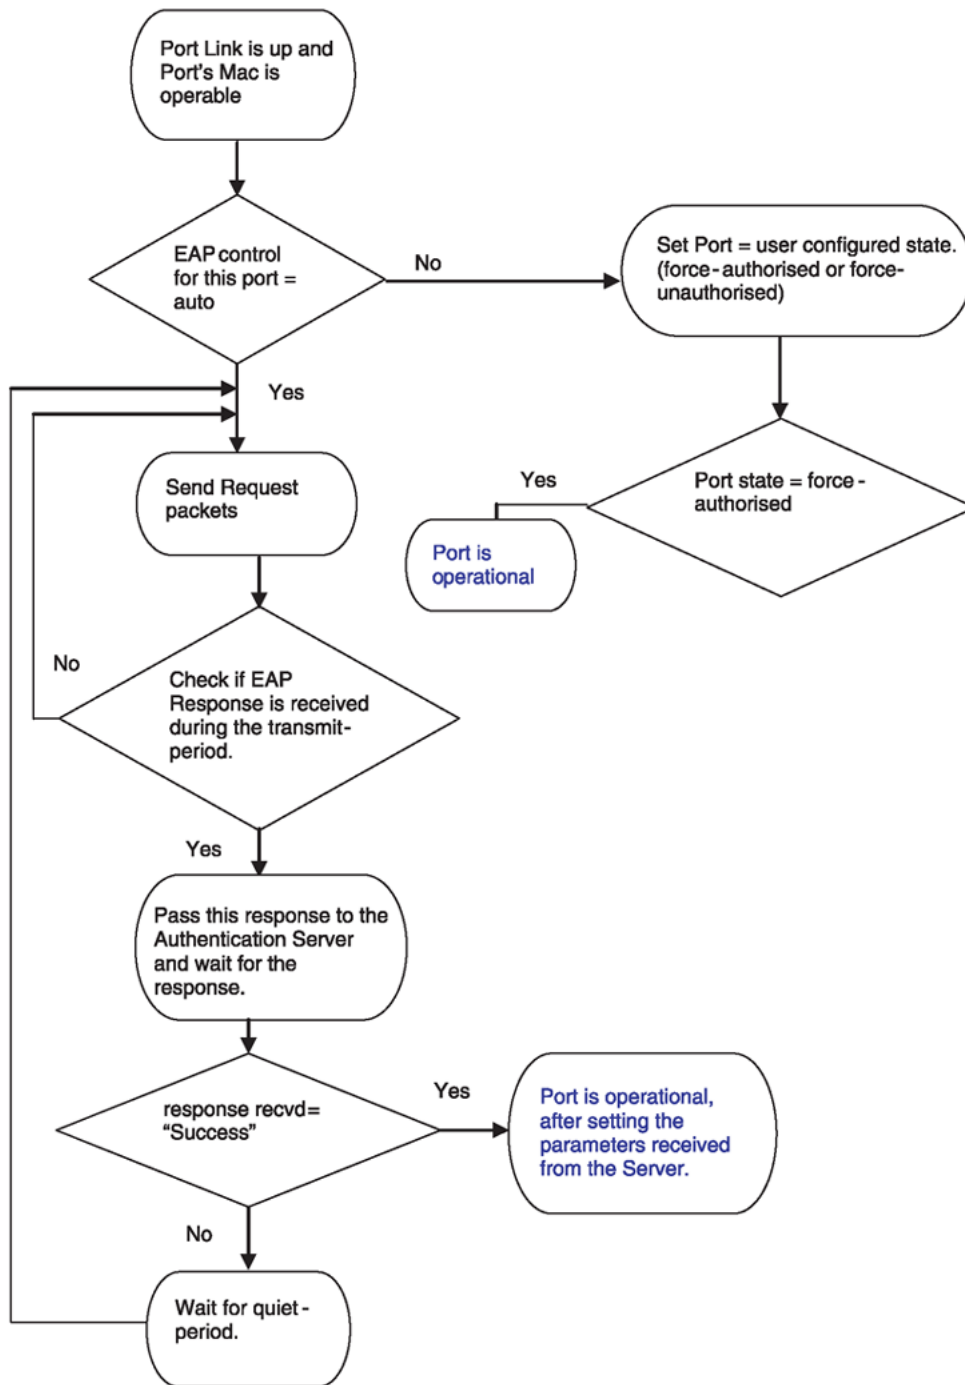 Port Link is up and
Port's Mac is
operable
EAP control
for this port =
auto
No
Set Port = user configured state.
(force-authorised or force-
unauthorised)
Yes
Send Request
packets
Yes
Port state = force-
authorised
Port is
operational
No
Check if EAP
Response is received
during the transmit-
period.
Yes
Pass this response to the
Authentication Server
and wait for the
response.
response recvd=
“Success”
Yes
Port is operational,
after setting the
parameters received
from the Server.
No
Wait for quiet-
period.